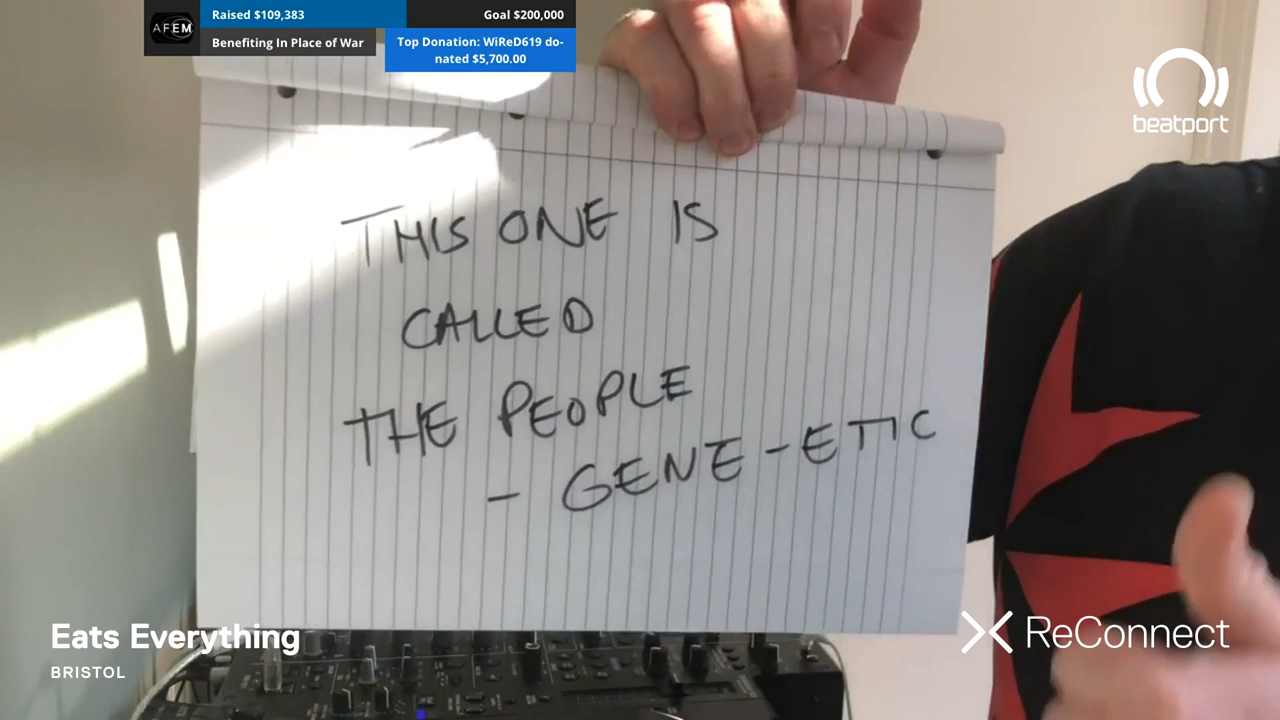 AFEM
Raised $109,383
Goal $200,000
Benefiting In Place of War
Top Donation: WiReD619 do-
nated $5,700.00
beatport
THIS ONE IS
CALLED
THE PEOPLE
- GENE-ETIC
Eats Everything
BRISTOL
ReConnect